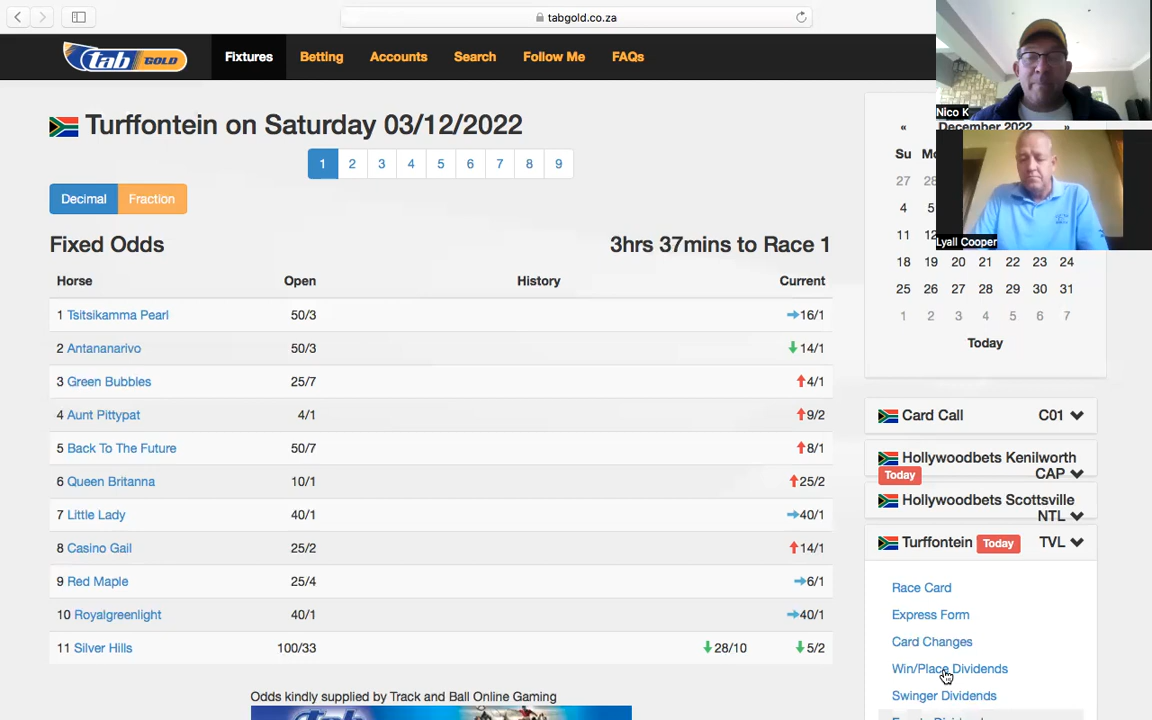 tabgold.co.za
tab GOLD Fixtures Betting Accounts Search Follow Me FAQs
Turffontein on Saturday 03/12/2022
1 2 3 4 5 6 7 8 9
Decimal Fraction
Fixed Odds 3hrs 37mins to Race 1
Horse Open History Current
1 Tsitsikamma Pearl 50/3 16/1
2 Antananarivo 50/3 14/1
3 Green Bubbles 25/7 4/1
4 Aunt Pittypat 4/1 9/2
5 Back To The Future 50/7 8/1
6 Queen Britanna 10/1 25/2
7 Little Lady 40/1 40/1
8 Casino Gail 25/2 14/1
9 Red Maple 25/4 6/1
10 Royalgreenlight 40/1 40/1
11 Silver Hills 100/33 28/10 5/2
Odds kindly supplied by Track and Ball Online Gaming
tab
Nico K
« December 2022 »
Su
27 28
4 5
11
Lyall Cooper
18 19 20 21 22 23 24
25 26 27 28 29 30 31
1 2 3 4 5 6 7
Today
Card Call C01
Hollywoodbets Kenilworth
Today CAP
Hollywoodbets Scottsville
NTL
Turffontein Today TVL
Race Card
Express Form
Card Changes
Win/Place Dividends
Swinger Dividends